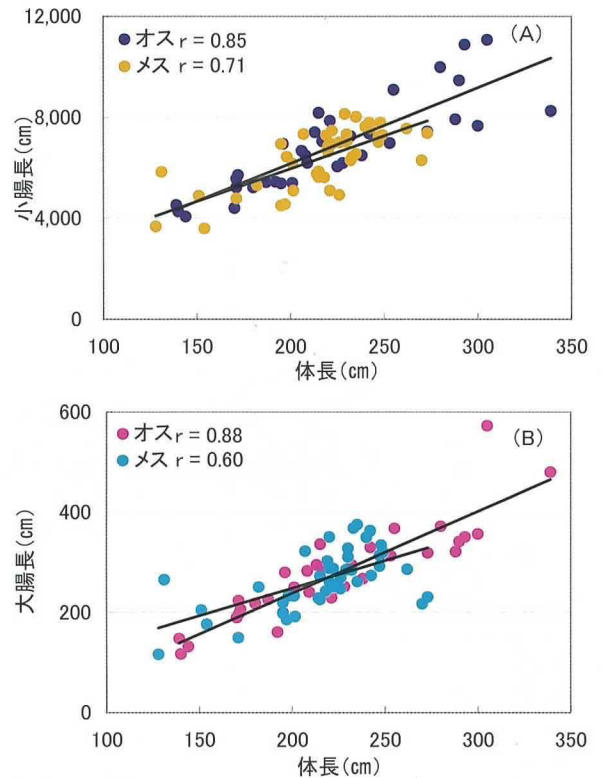 12,000
オス r = 0.85
(A)
メス r = 0.71
8,000
小腸長(cm)
4,000
0
100 150 200 250 300 350
体長(cm)
600
オス r = 0.88
(B)
メス r = 0.60
400
大腸長(cm)
200
0
100 150 200 250 300 350
体長(cm)